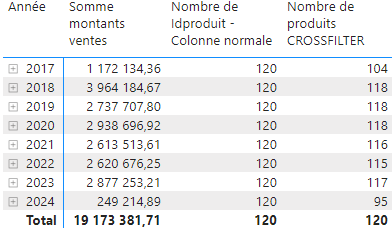 Année Somme montants ventes Nombre de Idproduit - Colonne normale Nombre de produits CROSSFILTER
2017 1 172 134,36 120 104
2018 3 964 184,67 120 118
2019 2 737 707,80 120 118
2020 2 938 696,92 120 118
2021 2 613 513,61 120 116
2022 2 620 676,25 120 115
2023 2 877 253,21 120 117
2024 249 214,89 120 95
Total 19 173 381,71 120 120